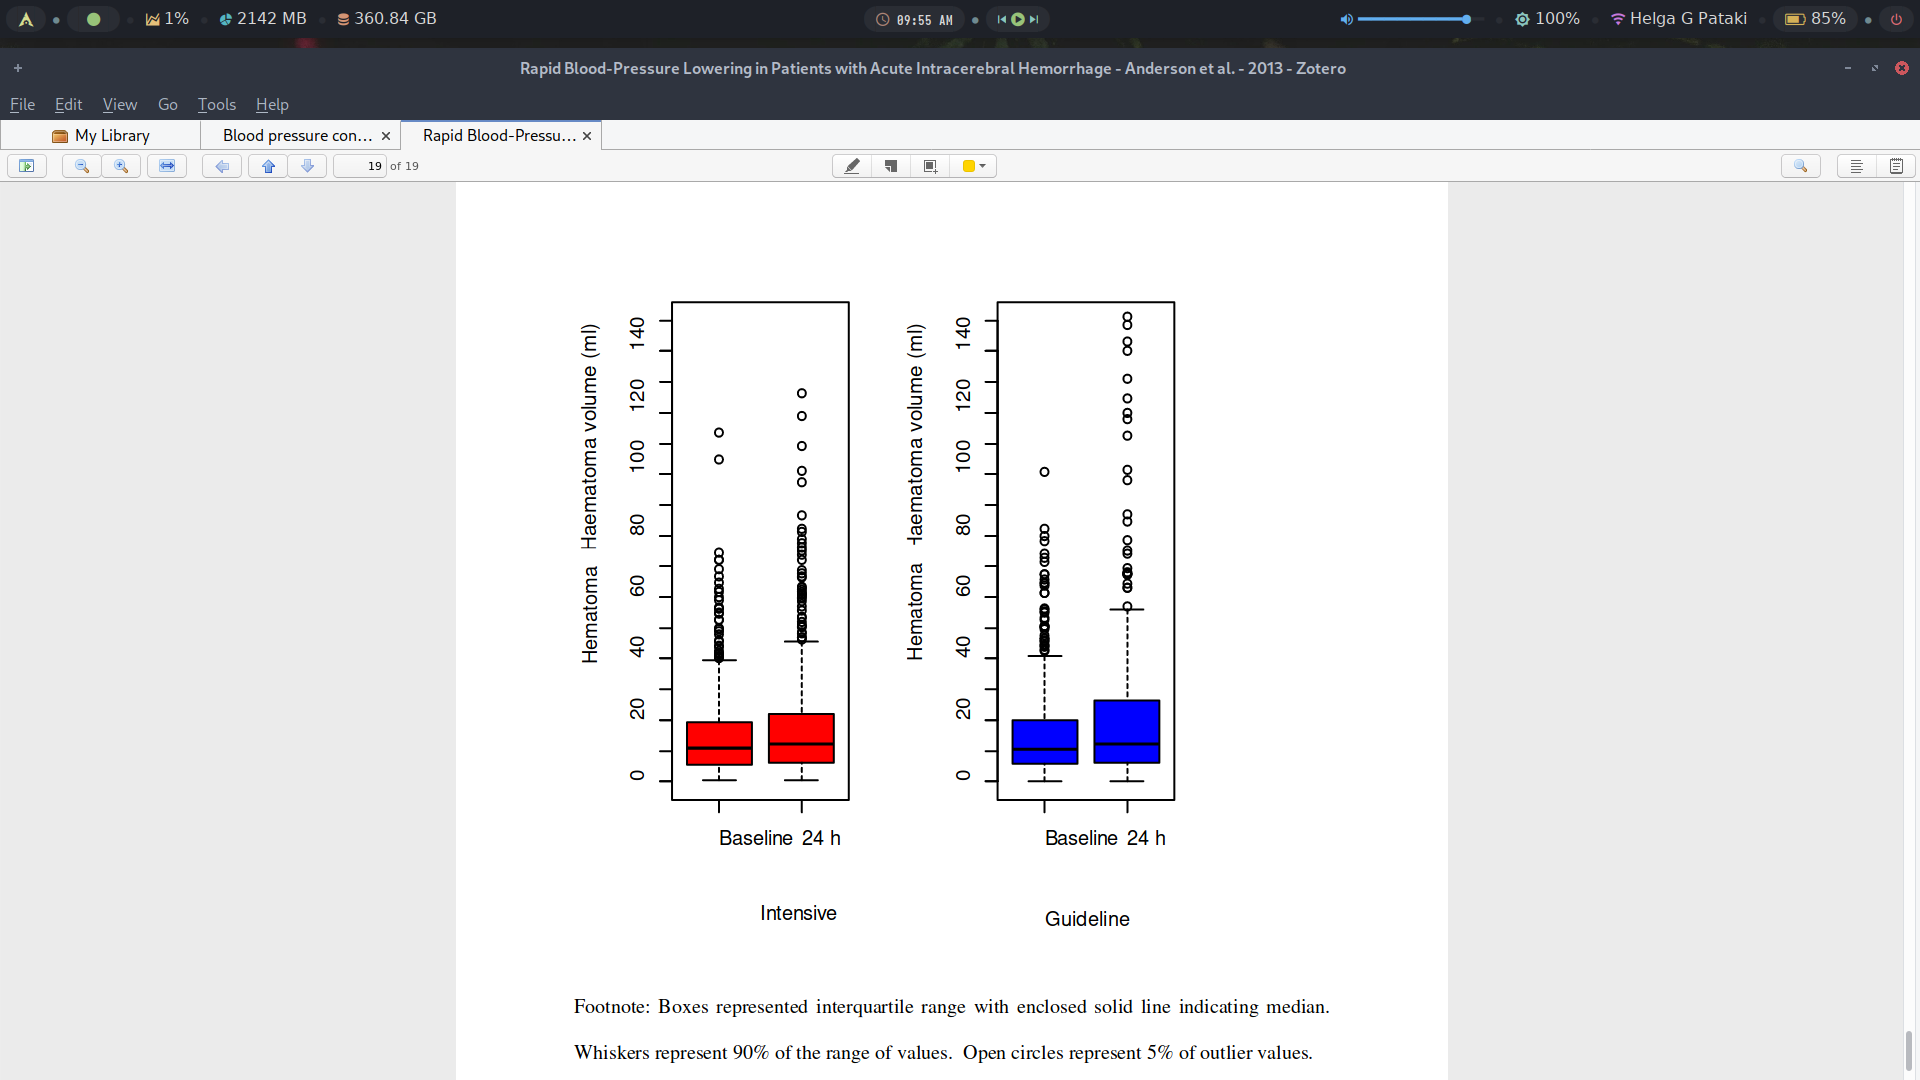 1% 2142 MB 360.84 GB 09:55 AM 100% Helga G Pataki 85%
Rapid Blood-Pressure Lowering in Patients with Acute Intracerebral Hemorrhage - Anderson et al. - 2013 - Zotero
File Edit View Go Tools Help
My Library Blood pressure con... Rapid Blood-Pressu...
19 of 19
Hematoma Haematoma volume (ml)
140
120
100
80
60
40
20
0
Baseline 24 h
Intensive
Hematoma Haematoma volume (ml)
140
120
100
80
60
40
20
0
Baseline 24 h
Guideline
Footnote: Boxes represented interquartile range with enclosed solid line indicating median.
Whiskers represent 90% of the range of values. Open circles represent 5% of outlier values.